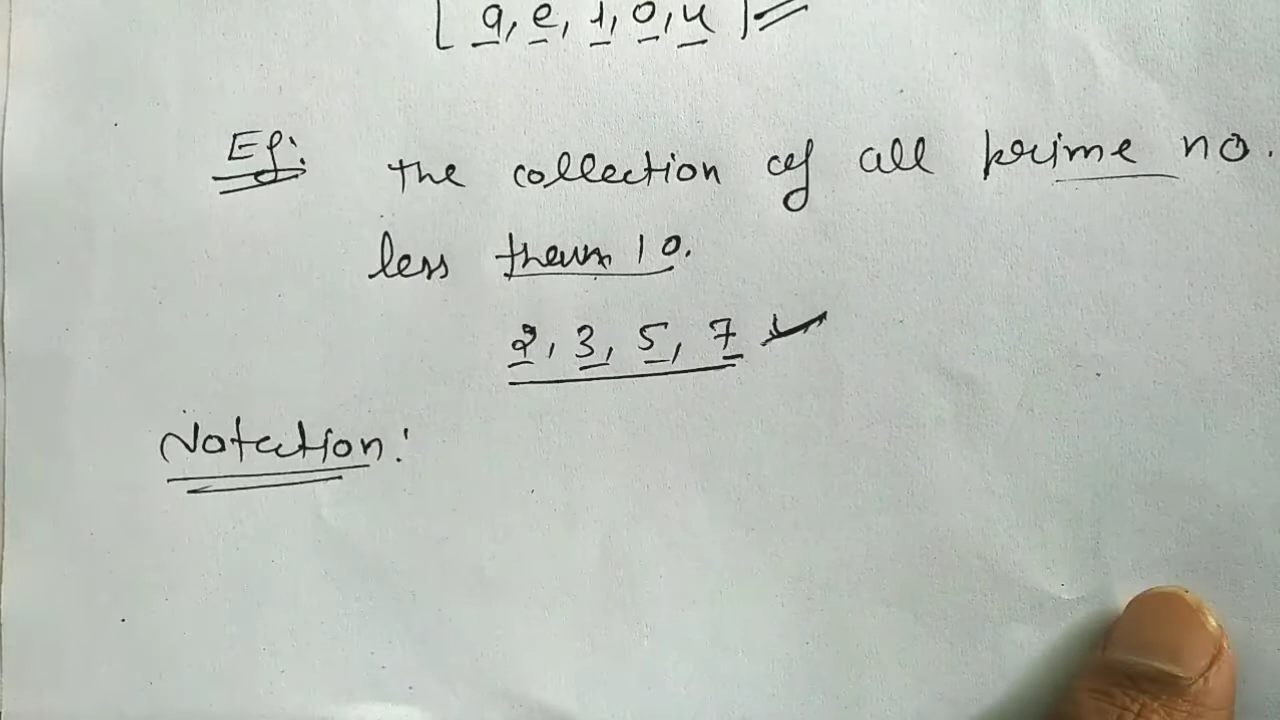 [a, e, i, o, u]
Eg: the collection of all prime no.
less than 10.
2, 3, 5, 7
Notation: